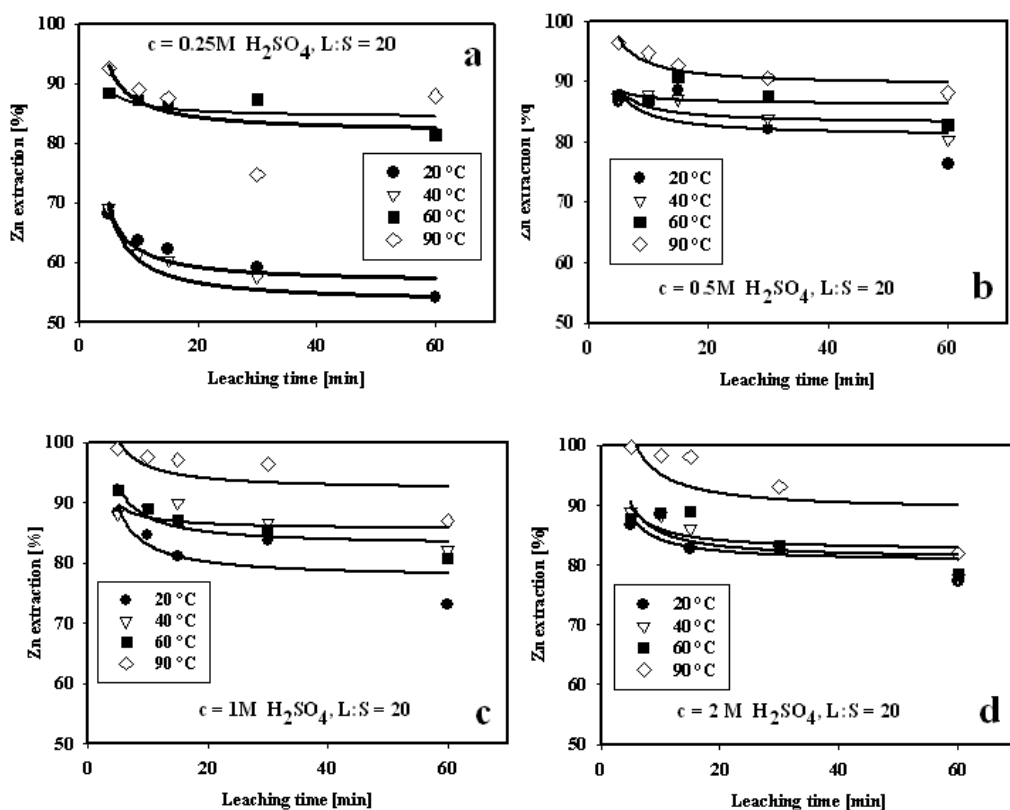 c = 0.25M H2SO4, L:S = 20
a
Zn extraction [%]
100
90
80
70
60
50
20 °C
40 °C
60 °C
90 °C
0
20
40
60
Leaching time [min]
Zn extraction [%]
100
90
80
70
60
50
20 °C
40 °C
60 °C
90 °C
c = 0.5M H2SO4, L:S = 20
b
0
20
40
60
Leaching time [min]
Zn extraction [%]
100
90
80
70
60
50
20 °C
40 °C
60 °C
90 °C
c = 1M H2SO4, L:S = 20
c
0
20
40
60
Leaching time [min]
Zn extraction [%]
100
90
80
70
60
50
20 °C
40 °C
60 °C
90 °C
c = 2 M H2SO4, L:S = 20
d
0
20
40
60
Leaching time [min]